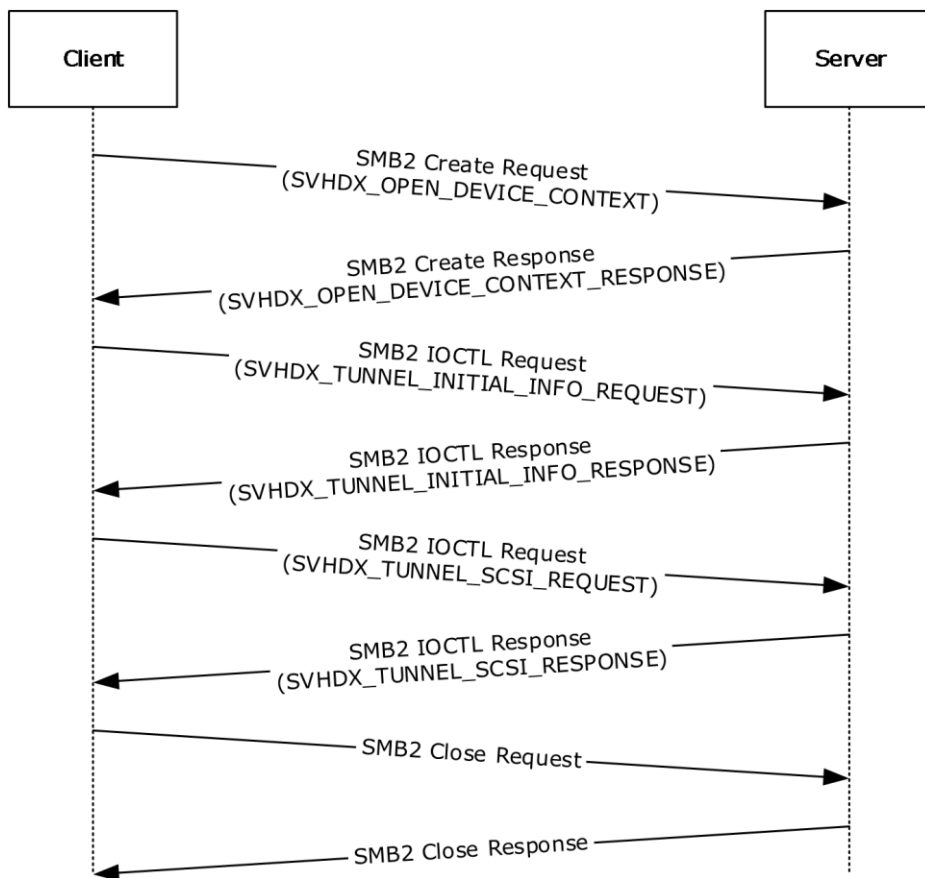 Client
Server
SMB2 Create Request
(SVHDX_OPEN_DEVICE_CONTEXT)
SMB2 Create Response
(SVHDX_OPEN_DEVICE_CONTEXT_RESPONSE)
SMB2 IOCTL Request
(SVHDX_TUNNEL_INITIAL_INFO_REQUEST)
SMB2 IOCTL Response
(SVHDX_TUNNEL_INITIAL_INFO_RESPONSE)
SMB2 IOCTL Request
(SVHDX_TUNNEL_SCSI_REQUEST)
SMB2 IOCTL Response
(SVHDX_TUNNEL_SCSI_RESPONSE)
SMB2 Close Request
SMB2 Close Response